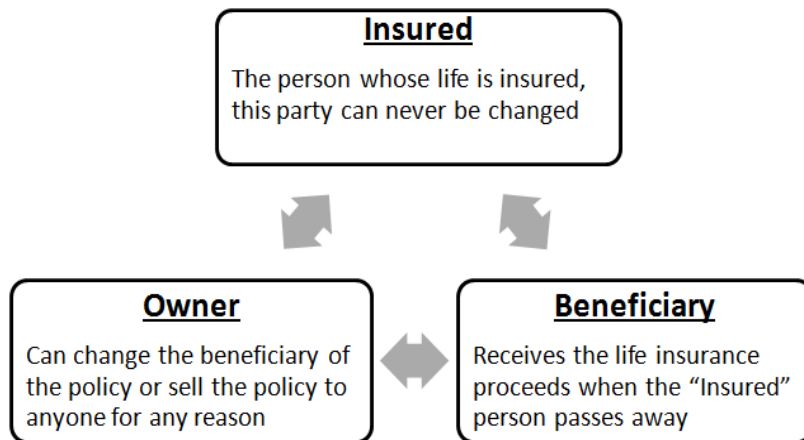 Insured
The person whose life is insured,
this party can never be changed
Owner
Can change the beneficiary of
the policy or sell the policy to
anyone for any reason
Beneficiary
Receives the life insurance
proceeds when the “Insured”
person passes away